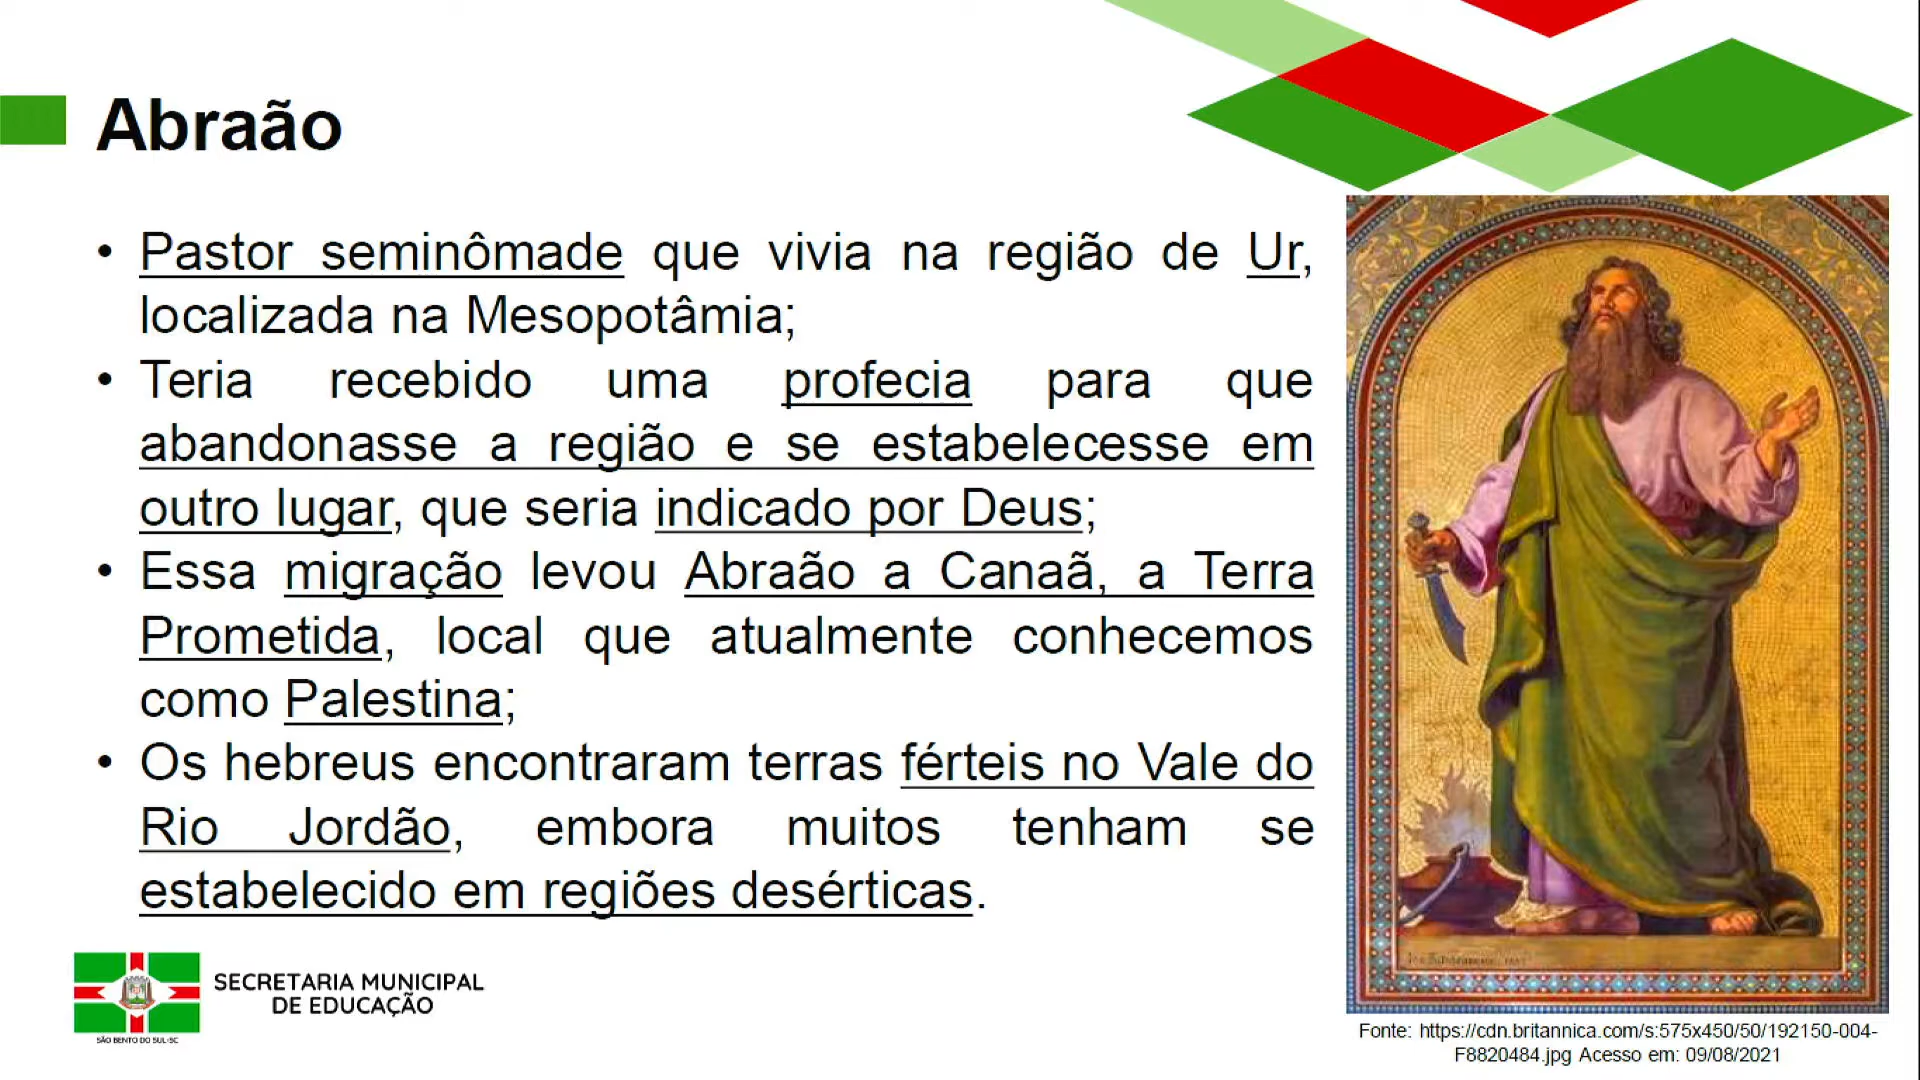 Abraão
• Pastor seminômade que vivia na região de Ur,
localizada na Mesopotâmia;
• Teria recebido uma profecia para que
abandonasse a região e se estabelecesse em
outro lugar, que seria indicado por Deus;
• Essa migração levou Abraão a Canaã, a Terra
Prometida, local que atualmente conhecemos
como Palestina;
• Os hebreus encontraram terras férteis no Vale do
Rio Jordão, embora muitos tenham se
estabelecido em regiões desérticas.
SECRETARIA MUNICIPAL
DE EDUCAÇÃO
SÃO BENTO DO SUL-SC
Fonte: https://cdn.britannica.com/s:575x450/50/192150-004-
F8820484.jpg Acesso em: 09/08/2021